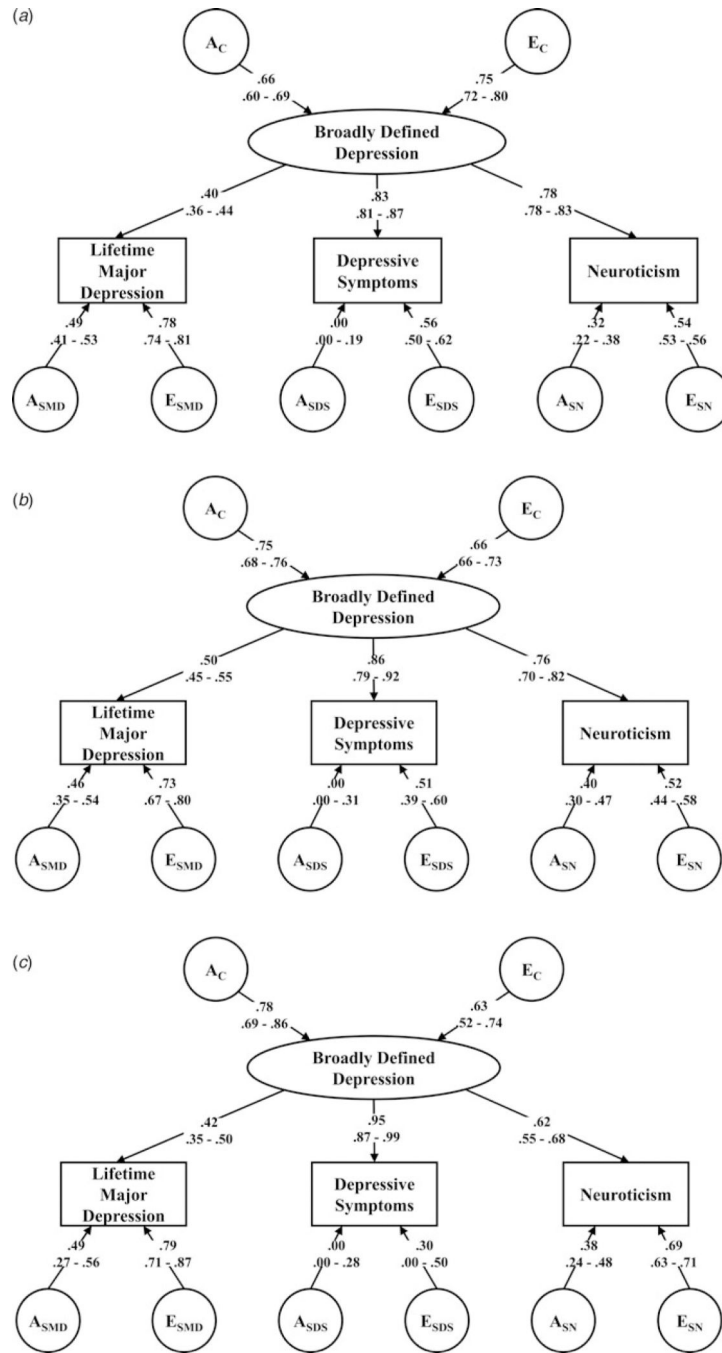 (a)
A_C E_C
.66 .75
.60 - .69 .72 - .80
Broadly Defined
Depression
.40 .83 .78
.36 - .44 .81 - .87 .78 - .83
Lifetime
Major
Depression
Depressive
Symptoms
Neuroticism
.49 .78 .00 .56 .32 .54
.41 - .53 .74 - .81 .00 - .19 .50 - .62 .22 - .38 .53 - .56
A_SMD E_SMD A_SDS E_SDS A_SN E_SN
(b)
A_C E_C
.75 .66
.68 - .76 .66 - .73
Broadly Defined
Depression
.50 .86 .76
.45 - .55 .79 - .92 .70 - .82
Lifetime
Major
Depression
Depressive
Symptoms
Neuroticism
.46 .73 .00 .51 .40 .52
.35 - .54 .67 - .80 .00 - .31 .39 - .60 .30 - .47 .44 - .58
A_SMD E_SMD A_SDS E_SDS A_SN E_SN
(c)
A_C E_C
.78 .63
.69 - .86 .52 - .74
Broadly Defined
Depression
.42 .95 .62
.35 - .50 .87 - .99 .55 - .68
Lifetime
Major
Depression
Depressive
Symptoms
Neuroticism
.49 .79 .00 .30 .38 .69
.27 - .56 .71 - .87 .00 - .28 .00 - .50 .24 - .48 .63 - .71
A_SMD E_SMD A_SDS E_SDS A_SN E_SN